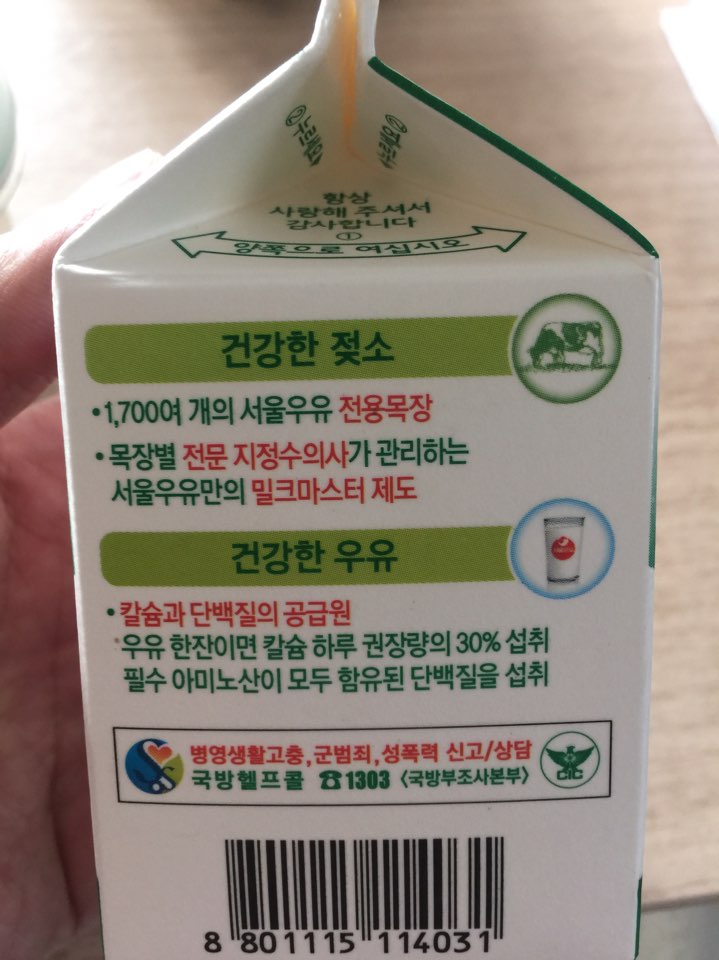 항상
사랑해 주셔서
감사합니다
①
양쪽으로 여십시오
건강한 젖소
•1,700여 개의 서울우유 전용목장
•목장별 전문 지정수의사가 관리하는
서울우유만의 밀크마스터 제도
건강한 우유
•칼슘과 단백질의 공급원
우유 한잔이면 칼슘 하루 권장량의 30% 섭취
필수 아미노산이 모두 함유된 단백질을 섭취
병영생활고충,군범죄,성폭력 신고/상담
국방헬프콜 ☎1303 〈국방부조사본부〉
CIC
8 801115 114031